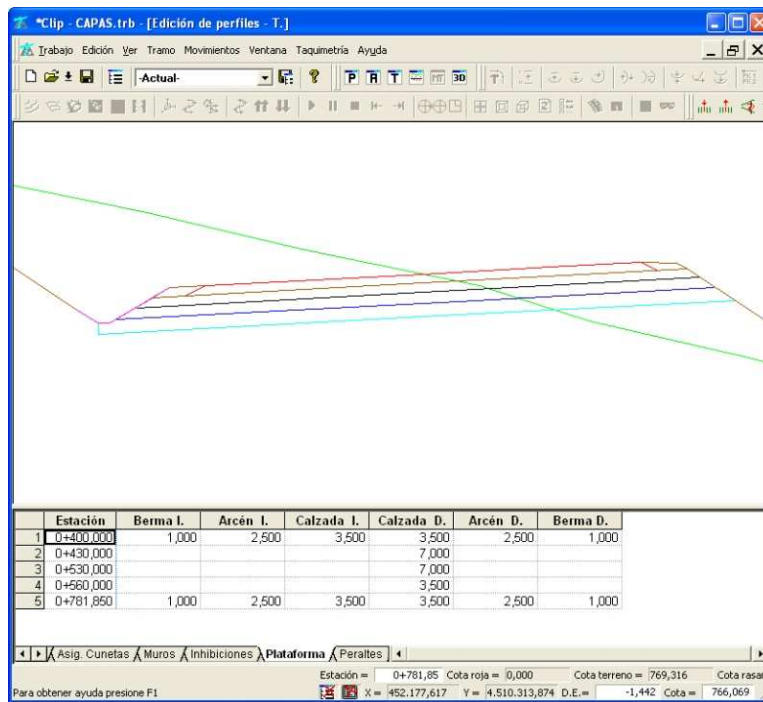 *Clip - CAPAS.trb - [Edición de perfiles - T.]
Trabajo Edición Ver Tramo Movimientos Ventana Taquimetría Ayuda
-Actual- P A T 3D
Estación Berma I. Arcén I. Calzada I. Calzada D. Arcén D. Berma D.
1 0+400,000 1,000 2,500 3,500 3,500 2,500 1,000
2 0+430,000 7,000
3 0+530,000 7,000
4 0+560,000 3,500
5 0+781,850 1,000 2,500 3,500 3,500 2,500 1,000
Asig. Cunetas Muros Inhibiciones Plataforma Peraltes
Estación = 0+781,85 Cota roja = 0,000 Cota terreno = 769,316 Cota rasa
Para obtener ayuda presione F1 X = 452.177,617 Y = 4.510.313,874 D.E.= -1,442 Cota = 766,069